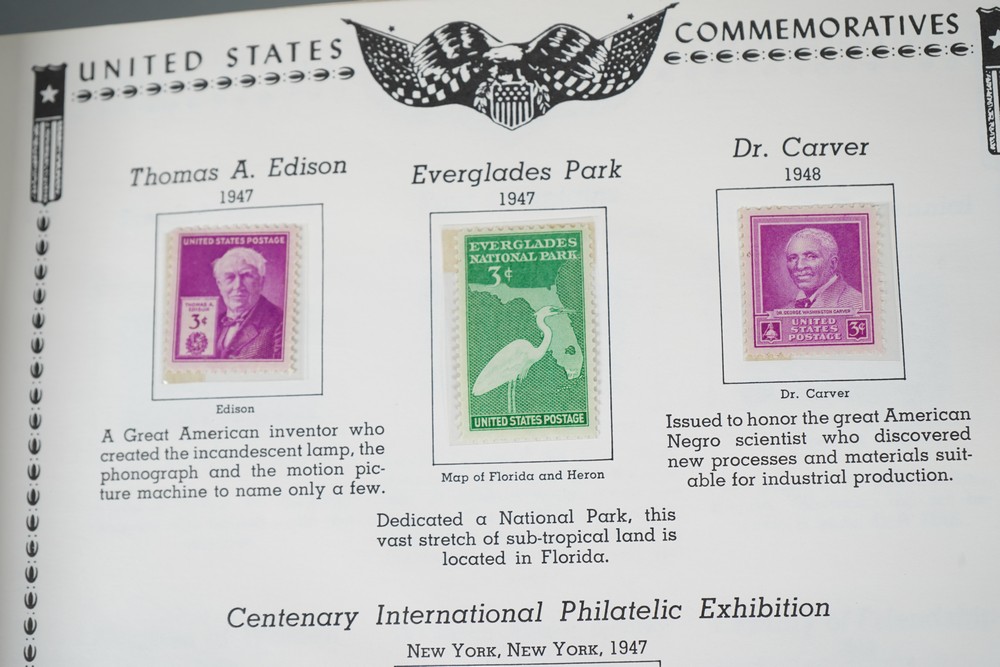 UNITED STATES
COMMEMORATIVES
Thomas A. Edison
1947
UNITED STATES POSTAGE
THOMAS A.
EDISON
3¢
Edison
A Great American inventor who
created the incandescent lamp, the
phonograph and the motion pic-
ture machine to name only a few.
Everglades Park
1947
EVERGLADES
NATIONAL PARK
3¢
UNITED STATES POSTAGE
Map of Florida and Heron
Dedicated a National Park, this
vast stretch of sub-tropical land is
located in Florida.
Dr. Carver
1948
DR. GEORGE WASHINGTON CARVER
UNITED
STATES
POSTAGE
3¢
Dr. Carver
Issued to honor the great American
Negro scientist who discovered
new processes and materials suit-
able for industrial production.
Centenary International Philatelic Exhibition
NEW YORK, NEW YORK, 1947